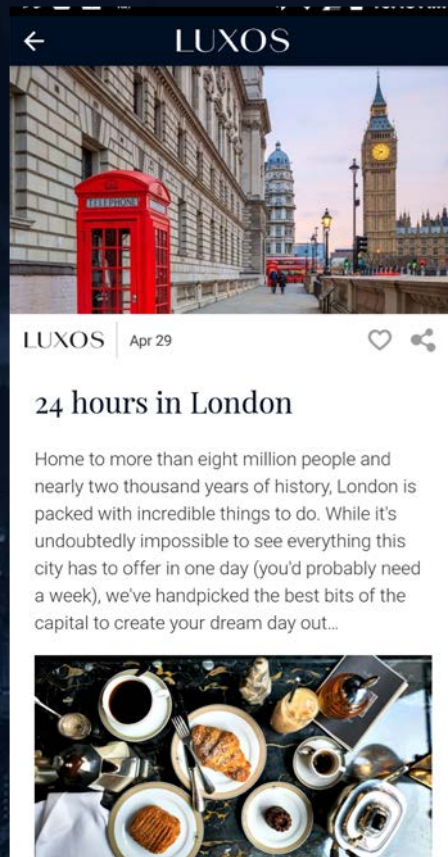 LUXOS
TELEPHONE
LUXOS
Apr 29
24 hours in London
Home to more than eight million people and
nearly two thousand years of history, London is
packed with incredible things to do. While it's
undoubtedly impossible to see everything this
city has to offer in one day (you'd probably need
a week), we've handpicked the best bits of the
capital to create your dream day out...